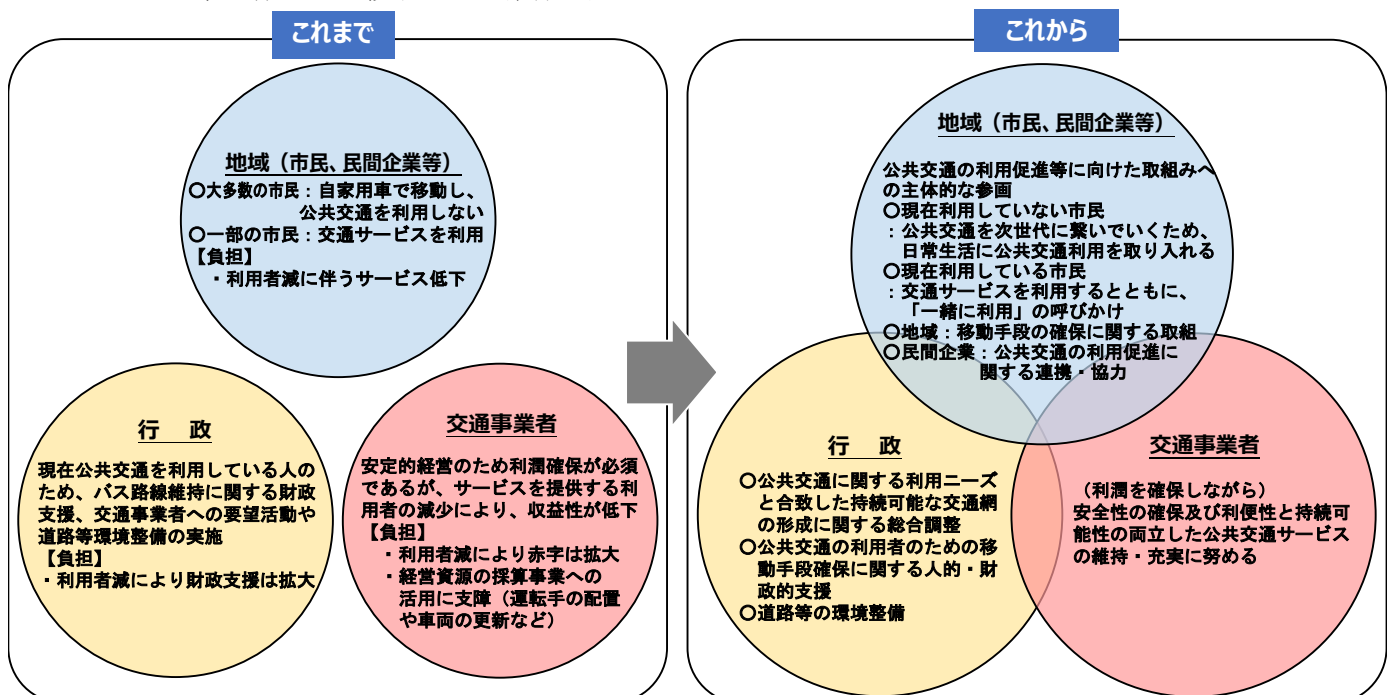 これまで
地域（市民、民間企業等）
○大多数の市民：自家用車で移動し、
公共交通を利用しない
○一部の市民：交通サービスを利用
【負担】
・利用者減に伴うサービス低下
行　政
現在公共交通を利用している人の
ため、バス路線維持に関する財政
支援、交通事業者への要望活動や
道路等環境整備の実施
【負担】
・利用者減により財政支援は拡大
交通事業者
安定的経営のため利潤確保が必須
であるが、サービスを提供する利
用者の減少により、収益性が低下
【負担】
・利用者減により赤字は拡大
・経営資源の採算事業への
活用に支障（運転手の配置
や車両の更新など）
これから
地域（市民、民間企業等）
公共交通の利用促進等に向けた取組みへ
の主体的な参画
○現在利用していない市民
：公共交通を次世代に繋いでいくため、
日常生活に公共交通利用を取り入れる
○現在利用している市民
：交通サービスを利用するとともに、
「一緒に利用」の呼びかけ
○地域：移動手段の確保に関する取組
○民間企業：公共交通の利用促進に
関する連携・協力
行　政
○公共交通に関する利用ニーズ
と合致した持続可能な交通網
の形成に関する総合調整
○公共交通の利用者のための移
動手段確保に関する人的・財
政的支援
○道路等の環境整備
交通事業者
（利潤を確保しながら）
安全性の確保及び利便性と持続可
能性の両立した公共交通サービス
の維持・充実に努める